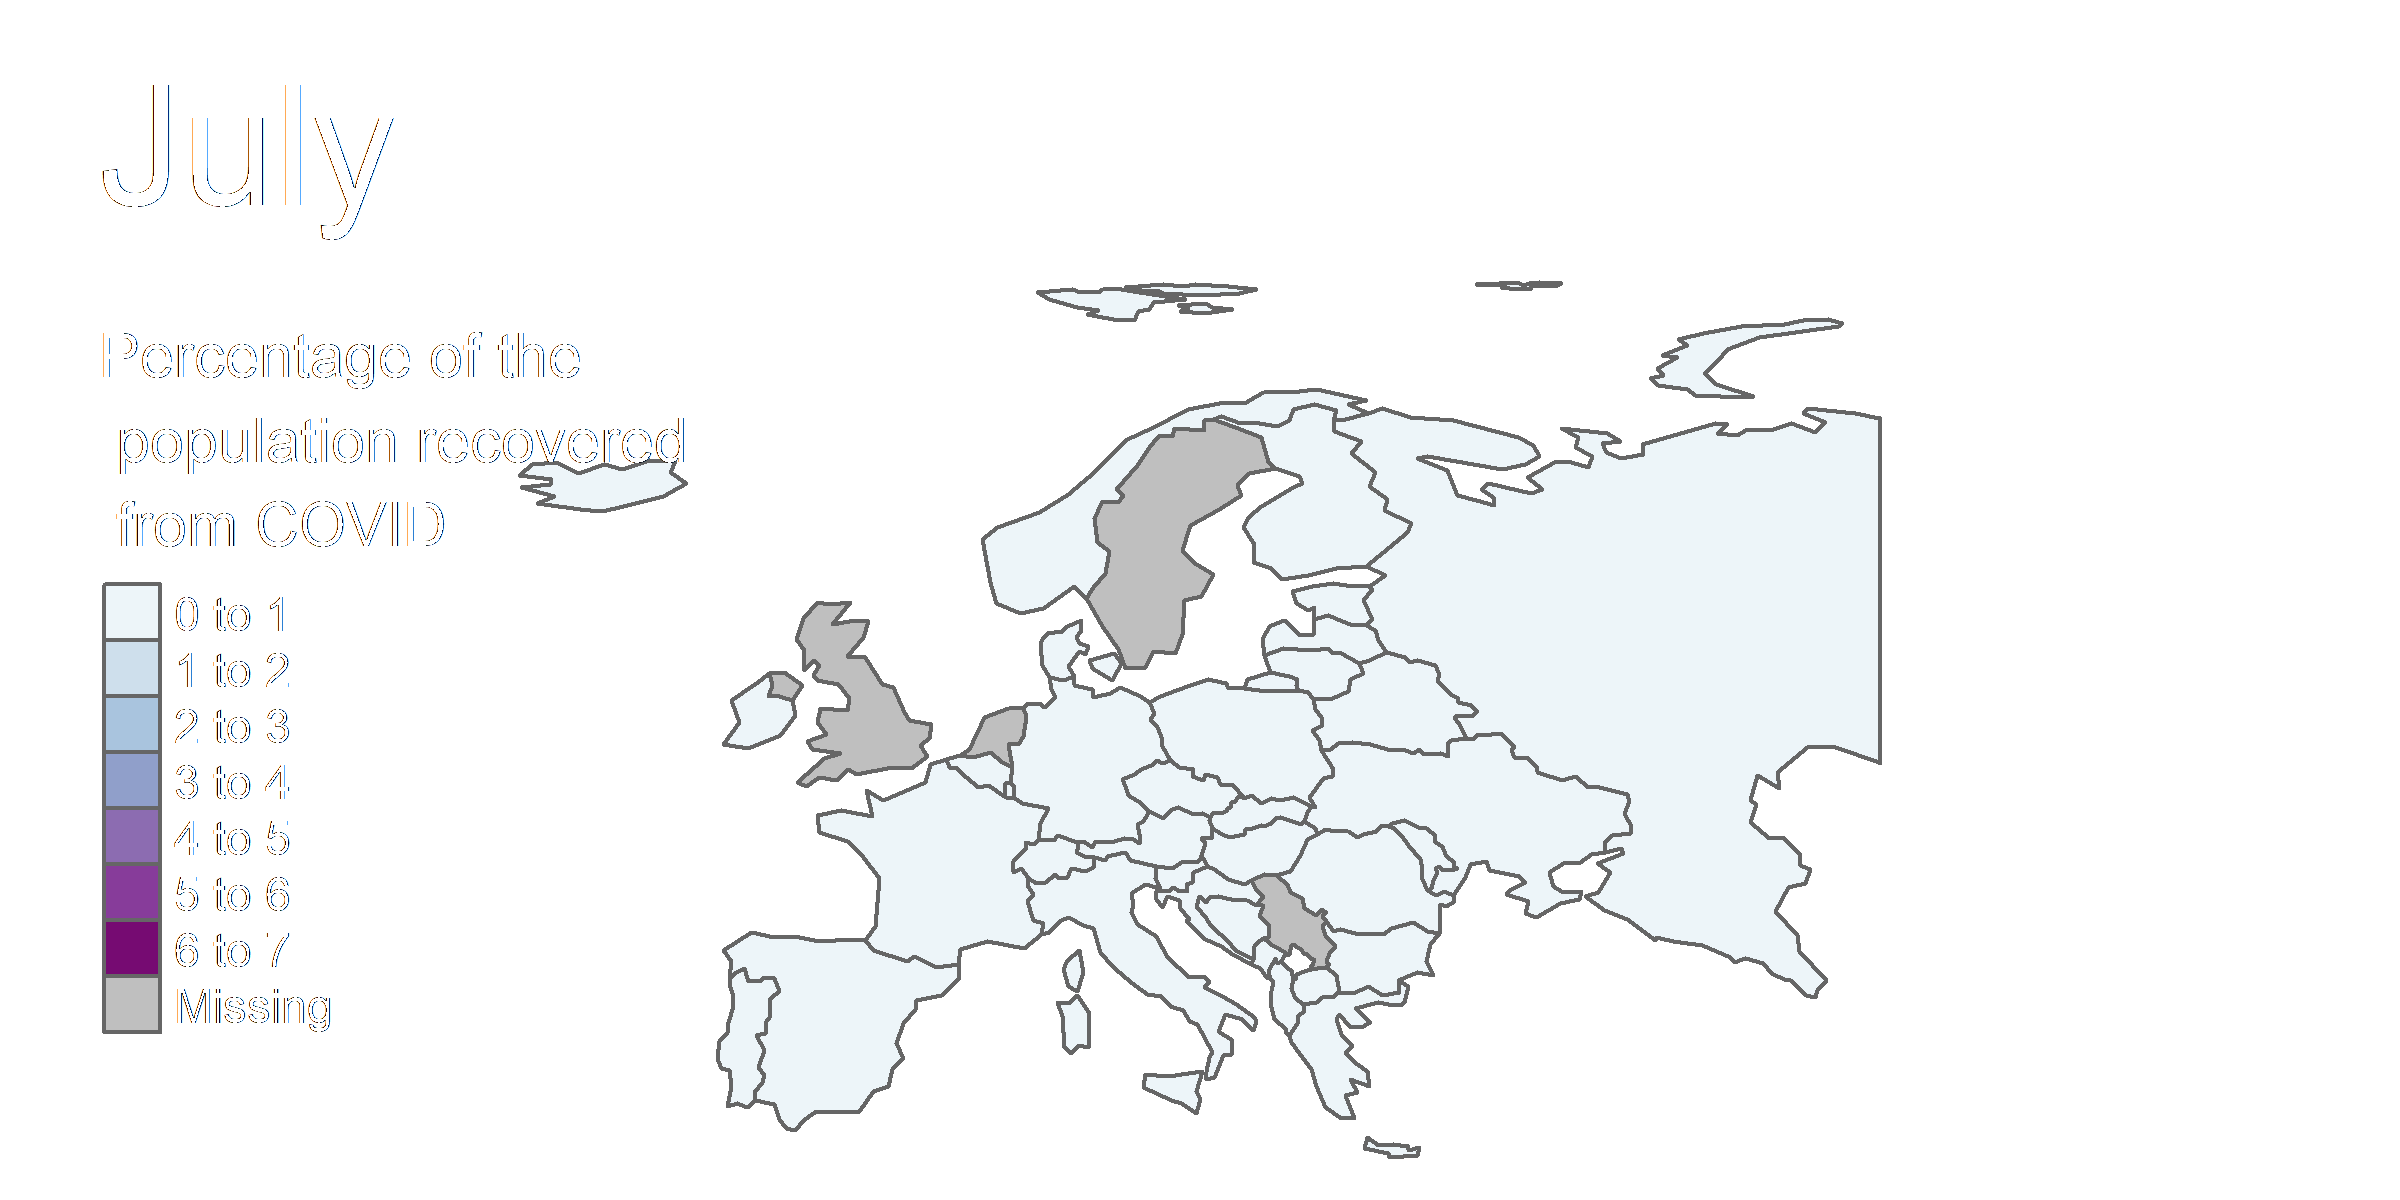 July
Percentage of the
population recovered
from COVID
0 to 1
1 to 2
2 to 3
3 to 4
4 to 5
5 to 6
6 to 7
Missing